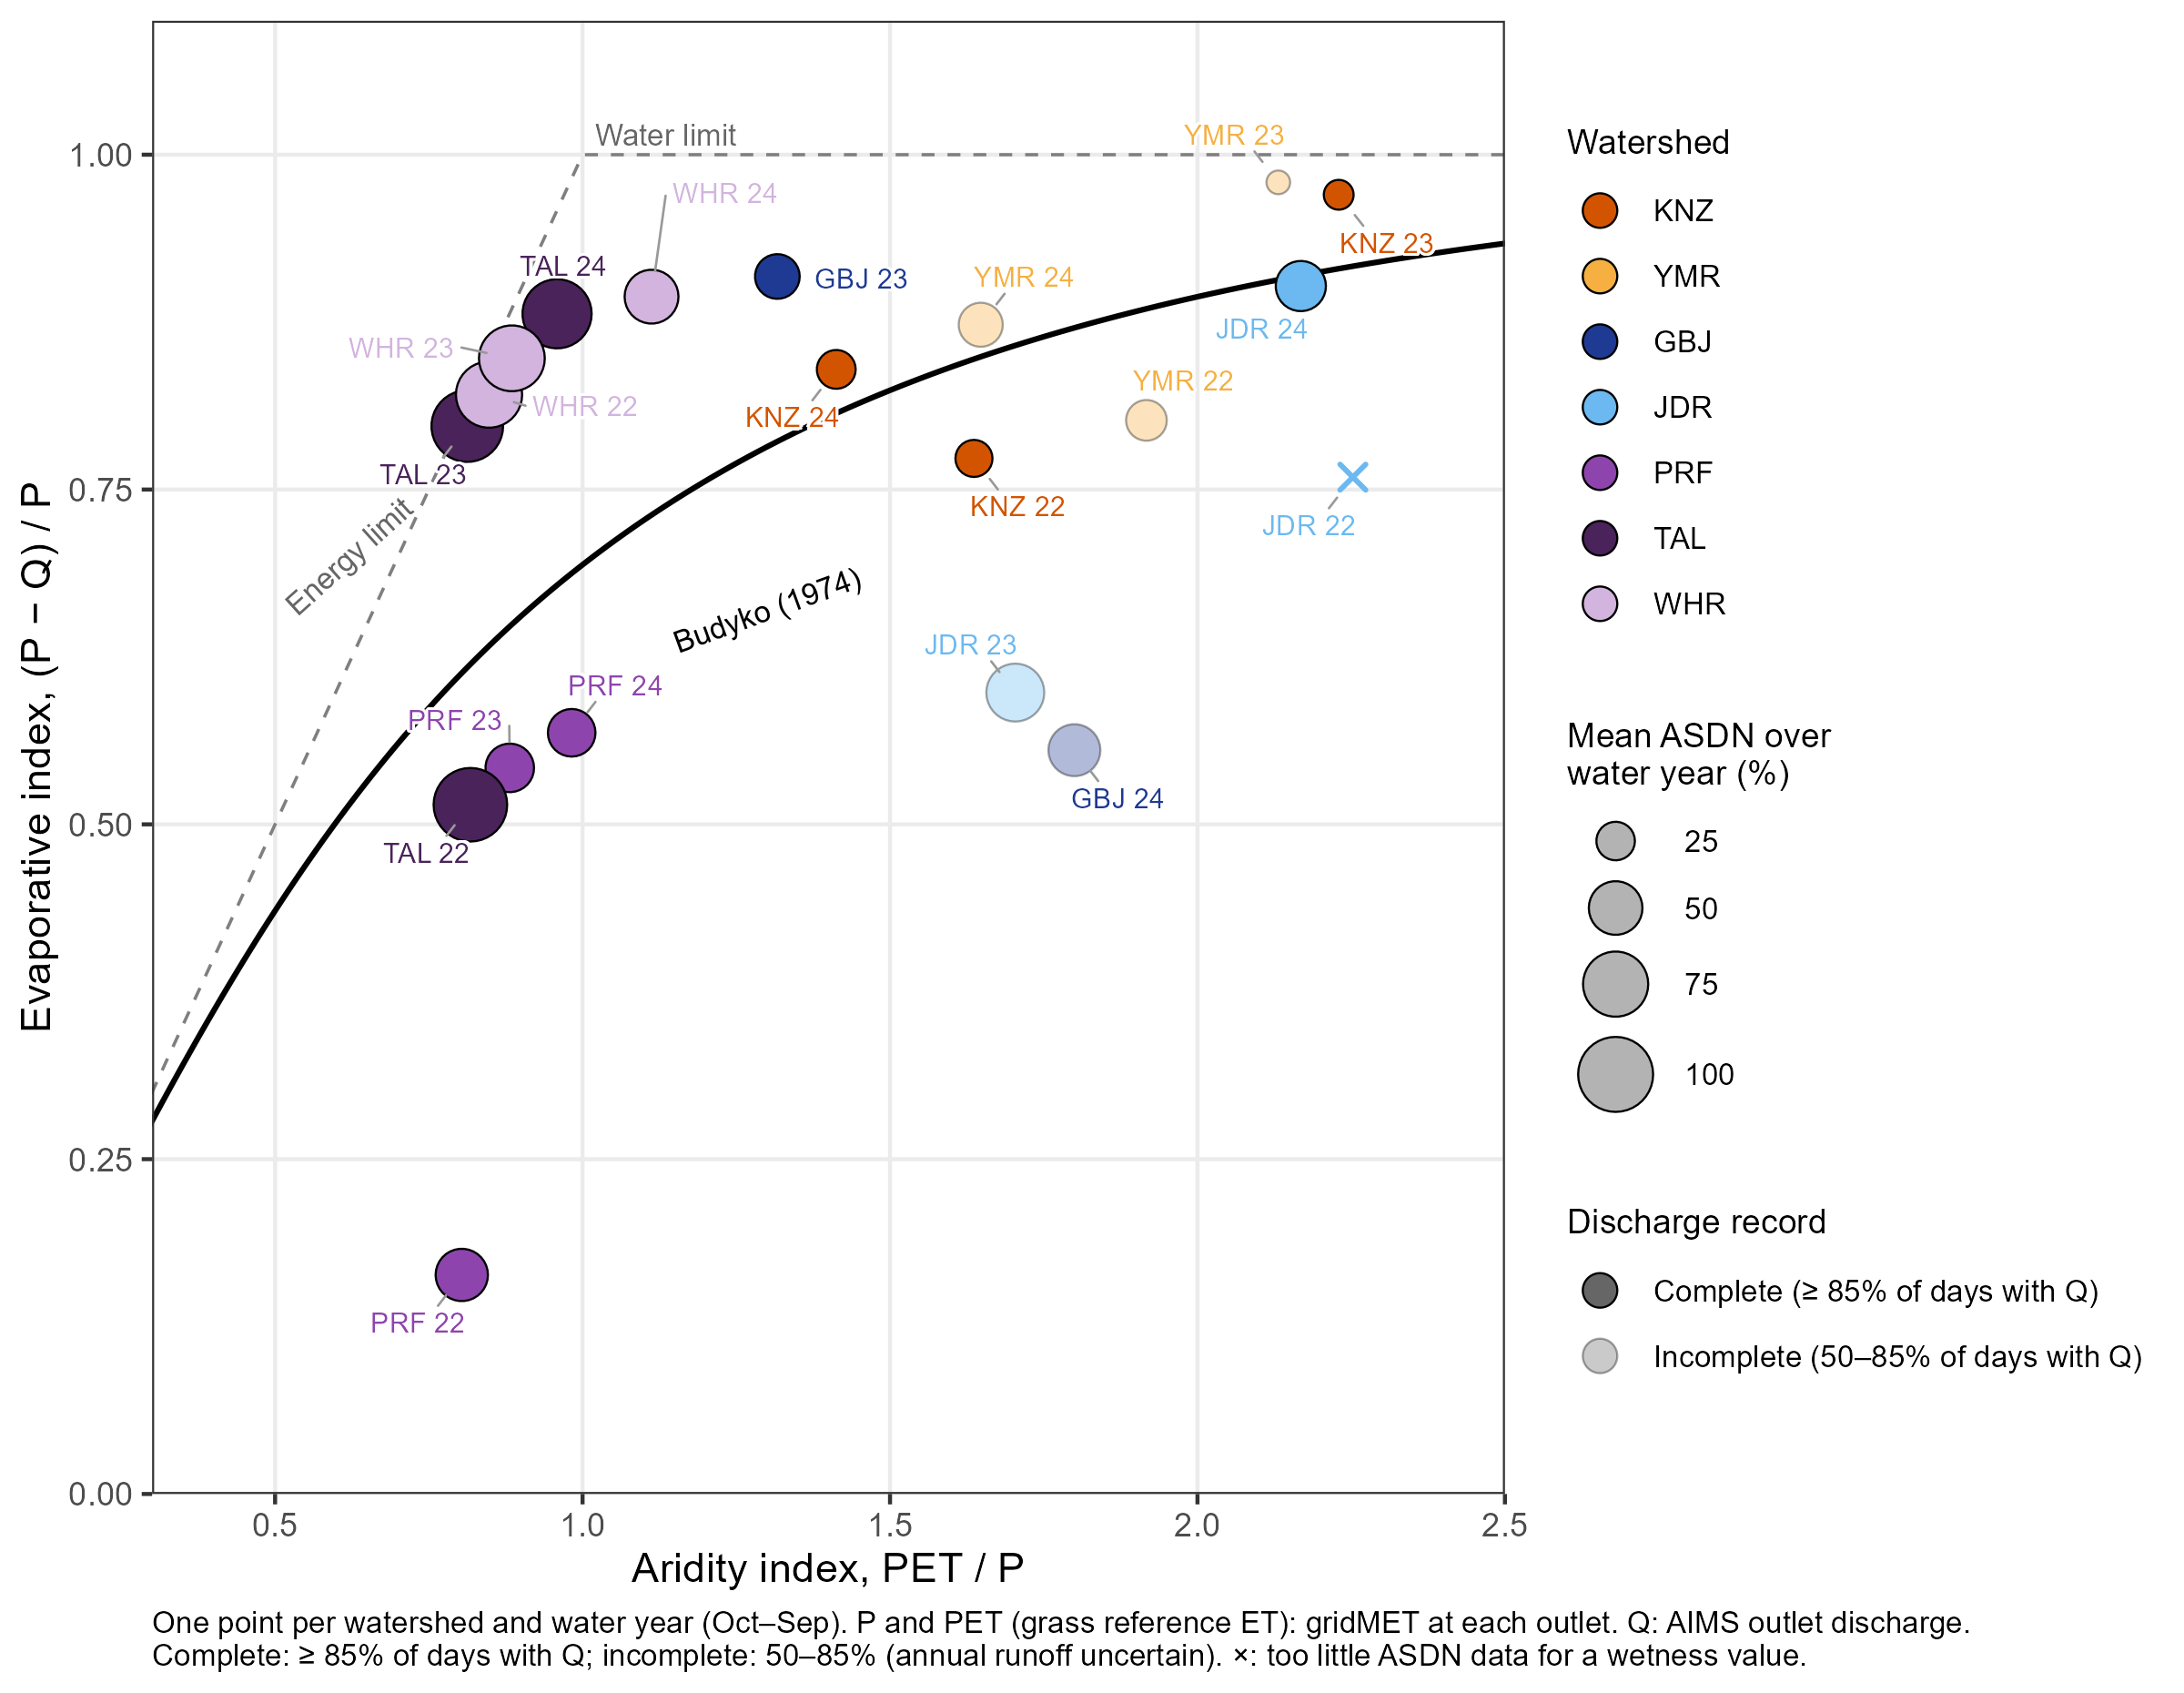 Water limit
YMR 23
WHR 24
KNZ 23
TAL 24
GBJ 23
YMR 24
WHR 23
JDR 24
YMR 22
WHR 22
KNZ 24
TAL 23
KNZ 22
JDR 22
Energy limit
Budyko (1974)
JDR 23
PRF 24
PRF 23
GBJ 24
TAL 22
PRF 22
1.00
0.75
0.50
0.25
0.00
Evaporative index, (P − Q) / P
0.5 1.0 1.5 2.0 2.5
Aridity index, PET / P
Watershed
KNZ
YMR
GBJ
JDR
PRF
TAL
WHR
Mean ASDN over
water year (%)
25
50
75
100
Discharge record
Complete (≥ 85% of days with Q)
Incomplete (50–85% of days with Q)
One point per watershed and water year (Oct–Sep). P and PET (grass reference ET): gridMET at each outlet. Q: AIMS outlet discharge.
Complete: ≥ 85% of days with Q; incomplete: 50–85% (annual runoff uncertain). ×: too little ASDN data for a wetness value.